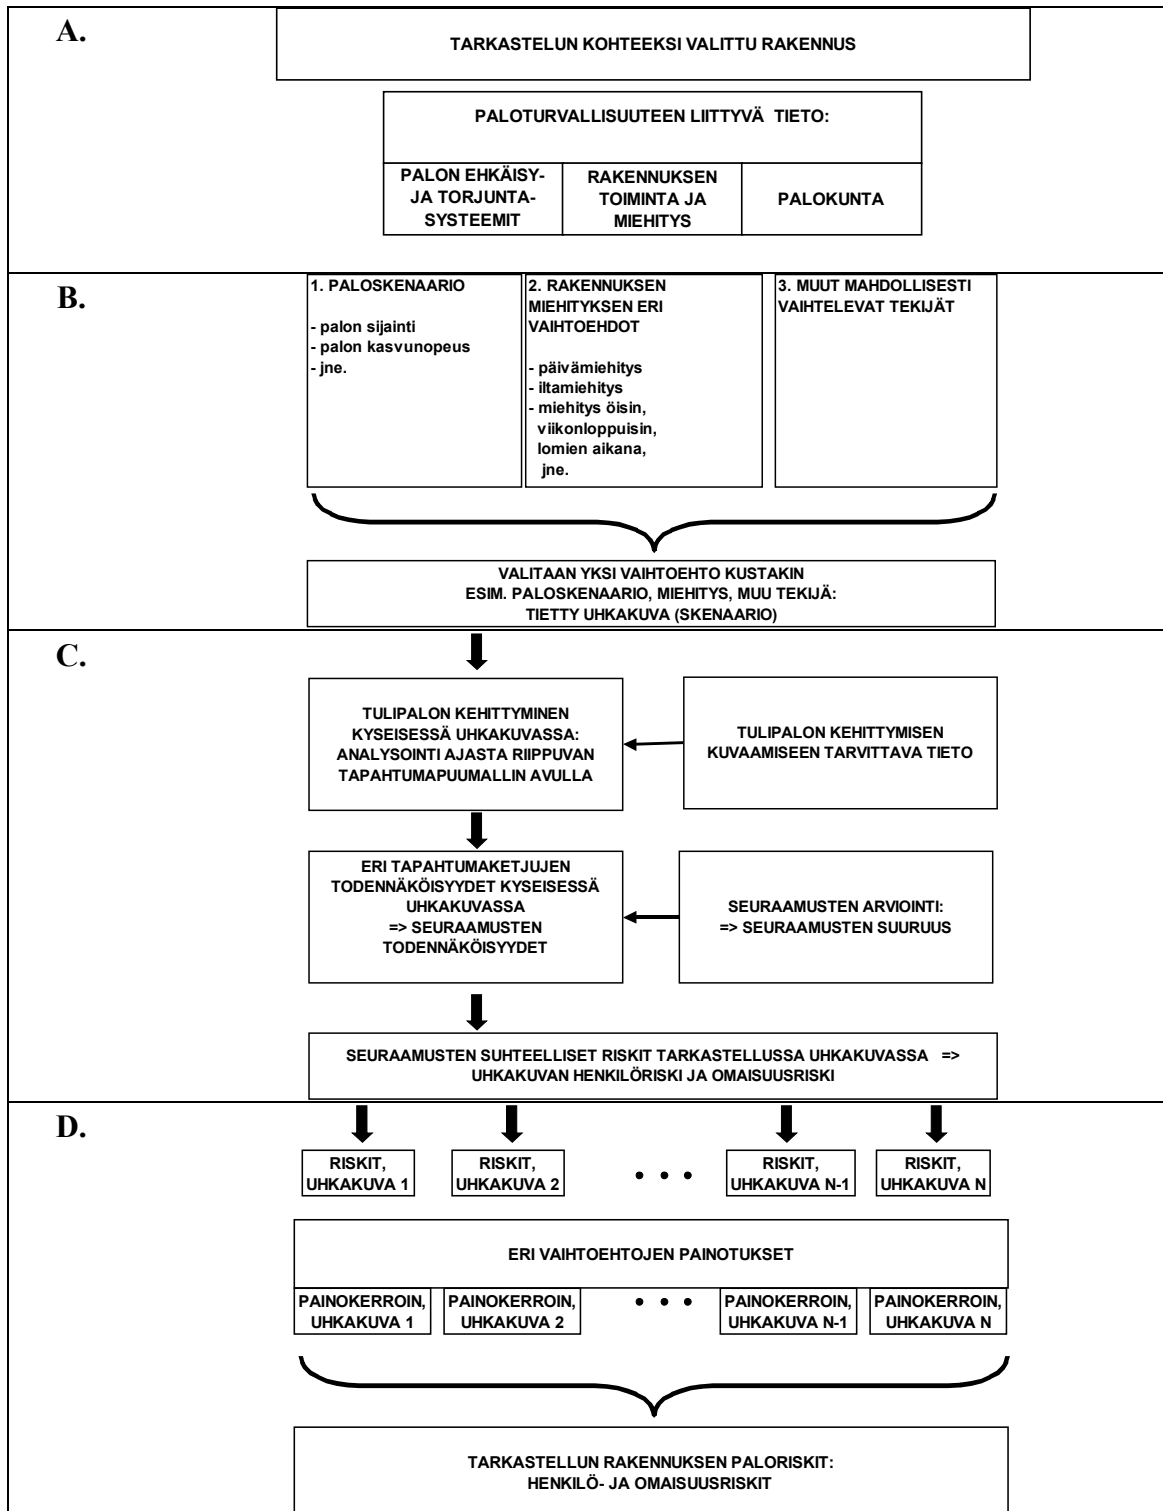 A.
TARKASTELUN KOHTEEKSI VALITTU RAKENNUS
PALOTURVALLISUUTEEN LIITTYVÄ TIETO:
PALON EHKÄISY-
JA TORJUNTA-
SYSTEEMIT
RAKENNUKSEN
TOIMINTA JA
MIEHITYS
PALOKUNTA
B.
1. PALOSKENAARIO
- palon sijainti
- palon kasvunopeus
- jne.
2. RAKENNUKSEN
MIEHITYKSEN ERI
VAIHTOEHDOT
- päivämiehitys
- iltamiehitys
- miehitys öisin,
viikonloppuisin,
lomien aikana,
jne.
3. MUUT MAHDOLLISESTI
VAIHTELEVAT TEKIJÄT
VALITAAN YKSI VAIHTOEHTO KUSTAKIN
ESIM. PALOSKENAARIO, MIEHITYS, MUU TEKIJÄ:
TIETTY UHKAKUVA (SKENAARIO)
C.
TULIPALON KEHITTYMINEN
KYSEISESSÄ UHKAKUVASSA:
ANALYSOINTI AJASTA RIIPPUVAN
TAPAHTUMAPUUMALLIN AVULLA
TULIPALON KEHITTYMISEN
KUVAAMISEEN TARVITTAVA TIETO
ERI TAPAHTUMAKETJUJEN
TODENNÄKÖISYYDET KYSEISESSÄ
UHKAKUVASSA
=> SEURAAMUSTEN
TODENNÄKÖISYYDET
SEURAAMUSTEN ARVIOINTI:
=> SEURAAMUSTEN SUURUUS
SEURAAMUSTEN SUHTEELLISET RISKIT TARKASTELLUSSA UHKAKUVASSA =>
UHKAKUVAN HENKILÖRISKI JA OMAISUUSRISKI
D.
RISKIT,
UHKAKUVA 1
RISKIT,
UHKAKUVA 2
• • •
RISKIT,
UHKAKUVA N-1
RISKIT,
UHKAKUVA N
ERI VAIHTOEHTOJEN PAINOTUKSET
PAINOKERROIN,
UHKAKUVA 1
PAINOKERROIN,
UHKAKUVA 2
• • •
PAINOKERROIN,
UHKAKUVA N-1
PAINOKERROIN,
UHKAKUVA N
TARKASTELLUN RAKENNUKSEN PALORISKIT:
HENKILÖ- JA OMAISUUSRISKIT